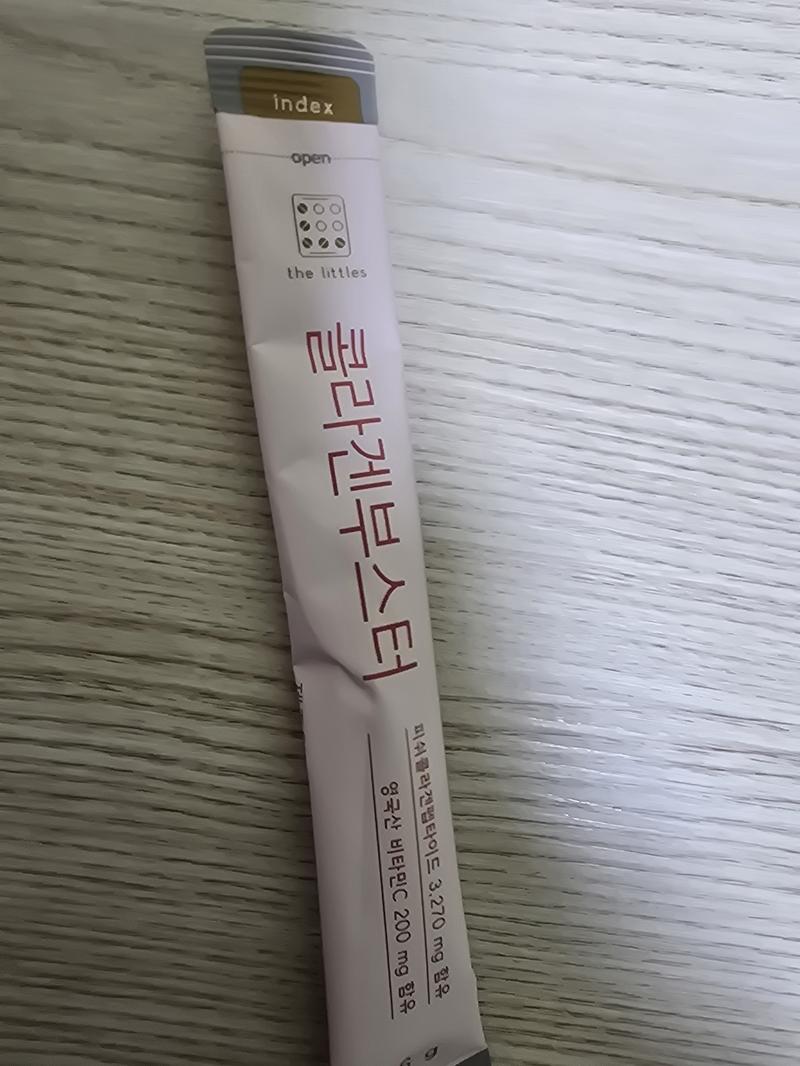 index
open
the littles
콜라겐부스터
피쉬콜라겐펩타이드 3,270 mg 함유
영국산 비타민C 200 mg 함유